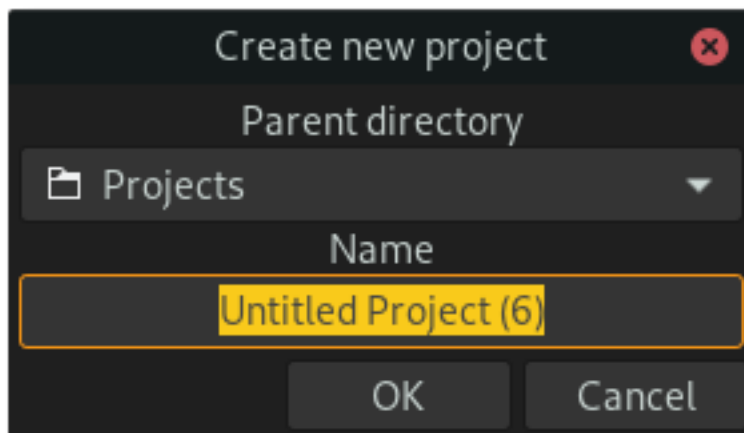 Create new project
Parent directory
Projects
Name
Untitled Project (6)
OK Cancel